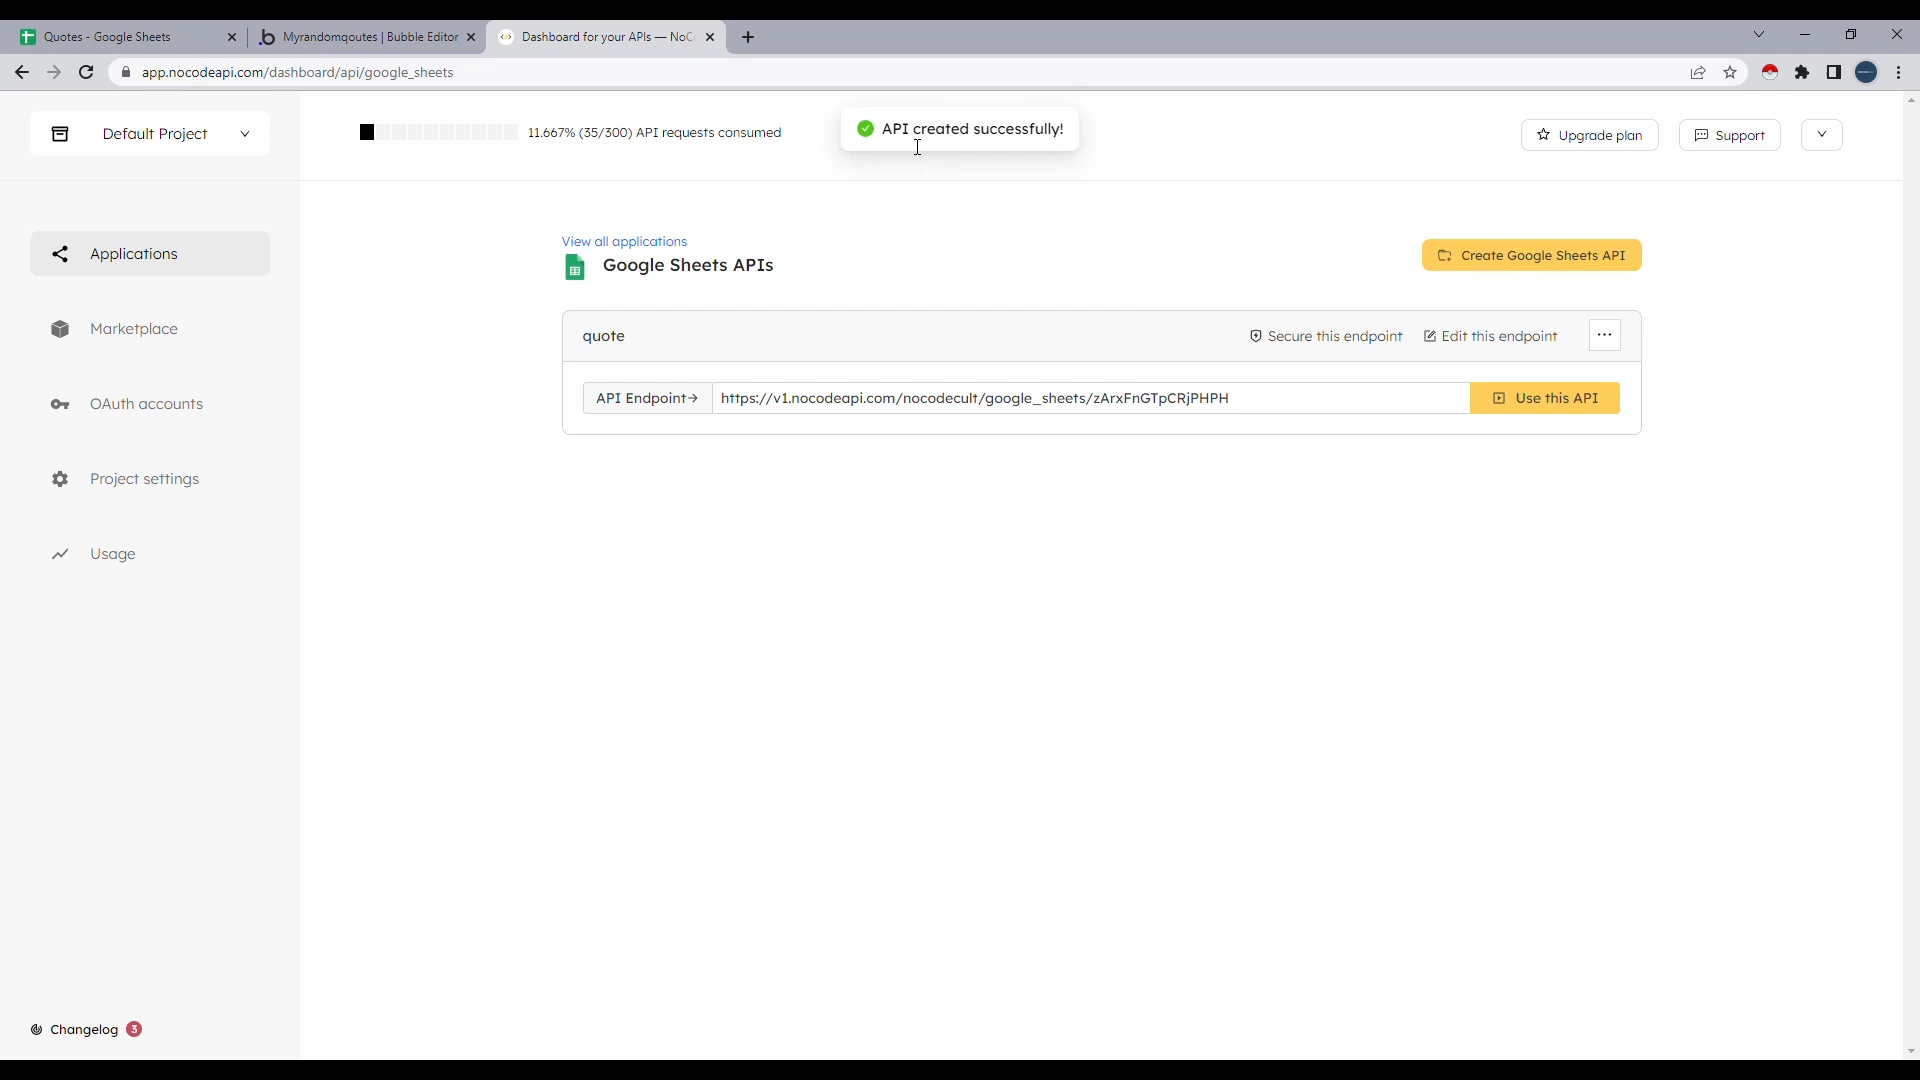 Quotes - Google Sheets
Myrandomqoutes | Bubble Editor
Dashboard for your APIs — NoC
app.nocodeapi.com/dashboard/api/google_sheets
Default Project
11.667% (35/300) API requests consumed
API created successfully!
Upgrade plan
Support
Applications
Marketplace
OAuth accounts
Project settings
Usage
Changelog 3
View all applications
Google Sheets APIs
Create Google Sheets API
quote
Secure this endpoint
Edit this endpoint
API Endpoint→
https://v1.nocodeapi.com/nocodecult/google_sheets/zArxFnGTpCRjPHPH
Use this API